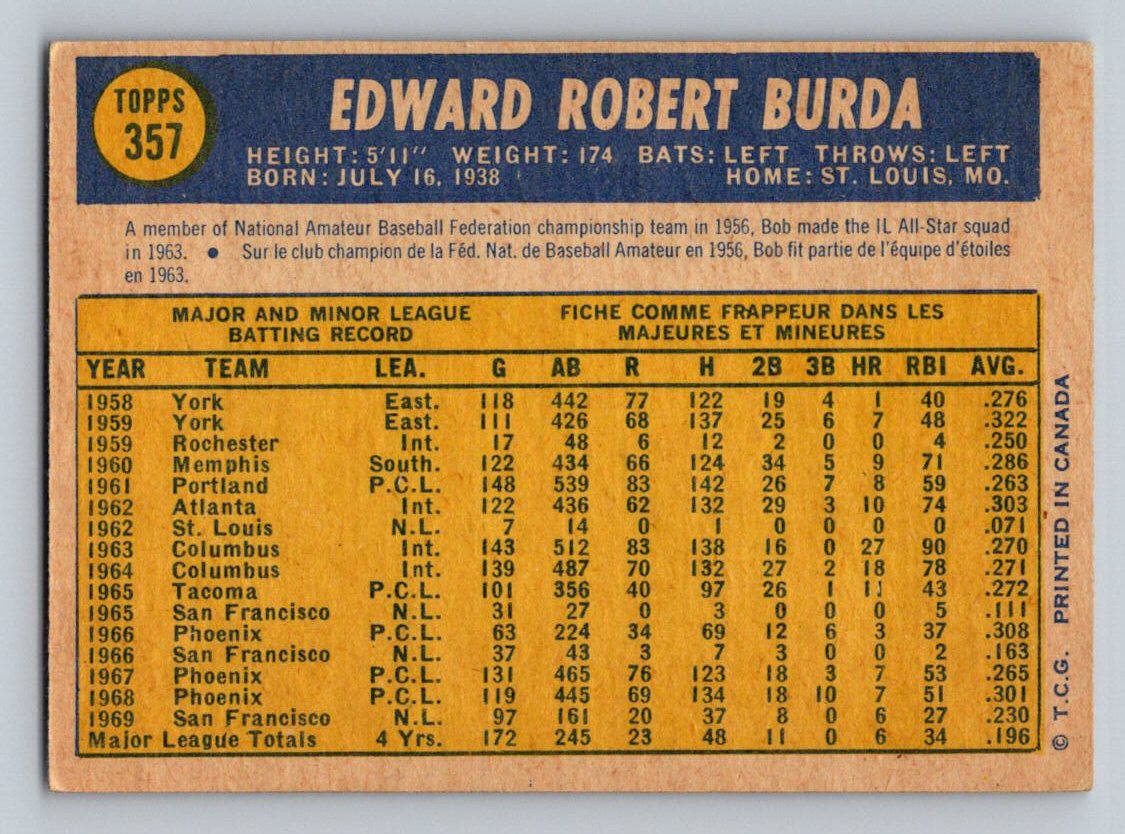 TOPPS
357
EDWARD ROBERT BURDA
HEIGHT: 5'11" WEIGHT: 174 BATS: LEFT THROWS: LEFT
BORN: JULY 16, 1938 HOME: ST. LOUIS, MO.
A member of National Amateur Baseball Federation championship team in 1956, Bob made the IL All-Star squad
in 1963. ● Sur le club champion de la Féd. Nat. de Baseball Amateur en 1956, Bob fit partie de l'équipe d'étoiles
en 1963.
MAJOR AND MINOR LEAGUE FICHE COMME FRAPPEUR DANS LES
BATTING RECORD MAJEURES ET MINEURES
YEAR TEAM LEA. G AB R H 2B 3B HR RBI AVG.
1958 York East. 118 442 77 122 19 4 1 40 .276
1959 York East. 111 426 68 137 25 6 7 48 .322
1959 Rochester Int. 17 48 6 12 2 0 0 4 .250
1960 Memphis South. 122 434 66 124 34 5 9 71 .286
1961 Portland P.C.L. 148 539 83 142 26 7 8 59 .263
1962 Atlanta Int. 122 436 62 132 29 3 10 74 .303
1962 St. Louis N.L. 7 14 0 1 0 0 0 0 .071
1963 Columbus Int. 143 512 83 138 16 0 27 90 .270
1964 Columbus Int. 139 487 70 132 27 2 18 78 .271
1965 Tacoma P.C.L. 101 356 40 97 26 1 11 43 .272
1965 San Francisco N.L. 31 27 0 3 0 0 0 5 .111
1966 Phoenix P.C.L. 63 224 34 69 12 6 3 37 .308
1966 San Francisco N.L. 37 43 3 7 3 0 0 2 .163
1967 Phoenix P.C.L. 131 465 76 123 18 3 7 53 .265
1968 Phoenix P.C.L. 119 445 69 134 18 10 7 51 .301
1969 San Francisco N.L. 97 161 20 37 8 0 6 27 .230
Major League Totals 4 Yrs. 172 245 23 48 11 0 6 34 .196
© T.C.G. PRINTED IN CANADA